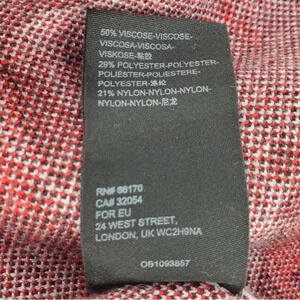 50% VISCOSE-VISCOSE-
VISCOSA-VISCOSA-
VISKOSE-黏胶
29% POLYESTER-POLYESTER-
POLIÉSTER-POLIESTERE-
POLYESTER-涤纶
21% NYLON-NYLON-NYLON-
NYLON-NYLON-尼龙
RN# 66170
CA# 32054
FOR EU
24 WEST STREET,
LONDON, UK WC2H9NA
OB1093857